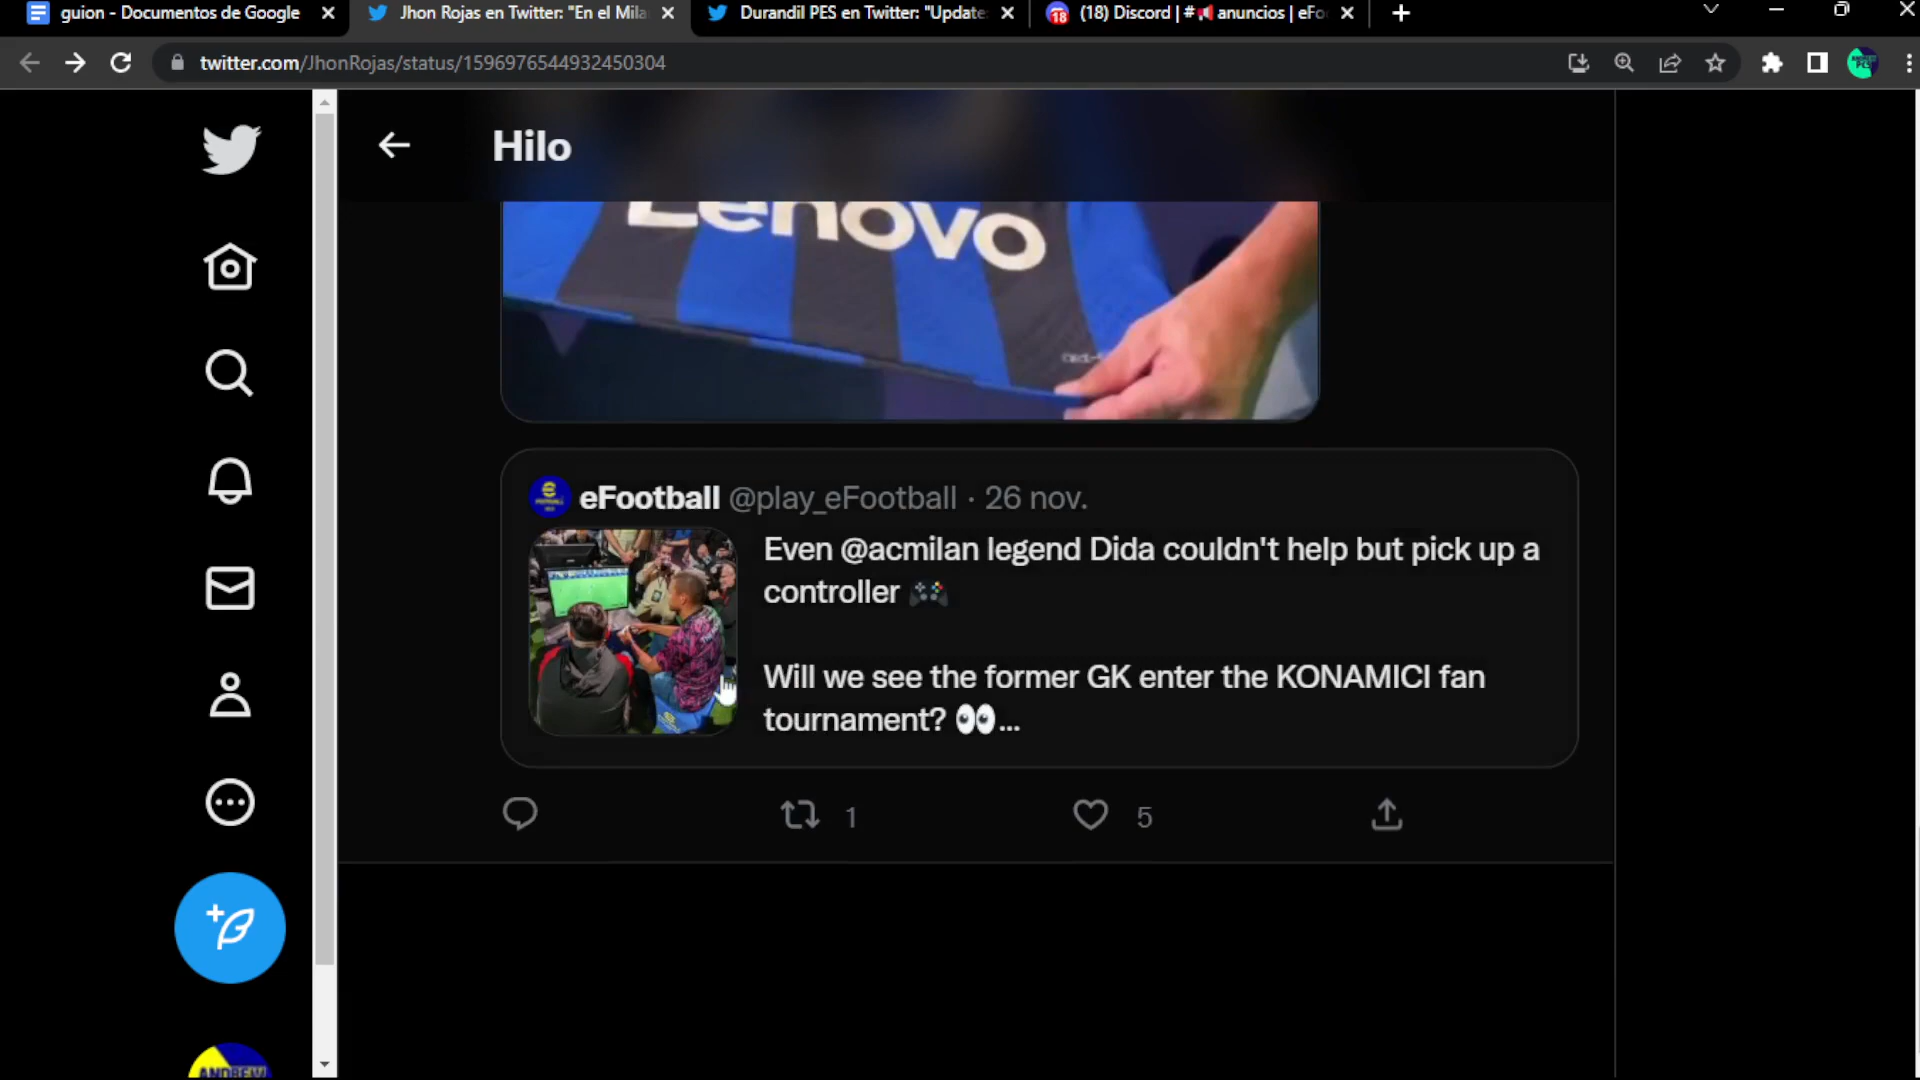 guion - Documentos de Google
Jhon Rojas en Twitter: "En el Mila
Durandil PES en Twitter: "Update
(18) Discord | # anuncios | eFo
18
twitter.com/JhonRojas/status/1596976544932450304
Hilo
Lenovo
eFootball @play_eFootball · 26 nov.
Even @acmilan legend Dida couldn't help but pick up a
controller 🎮
Will we see the former GK enter the KONAMICI fan
tournament? 👀...
1
5
ANDREW